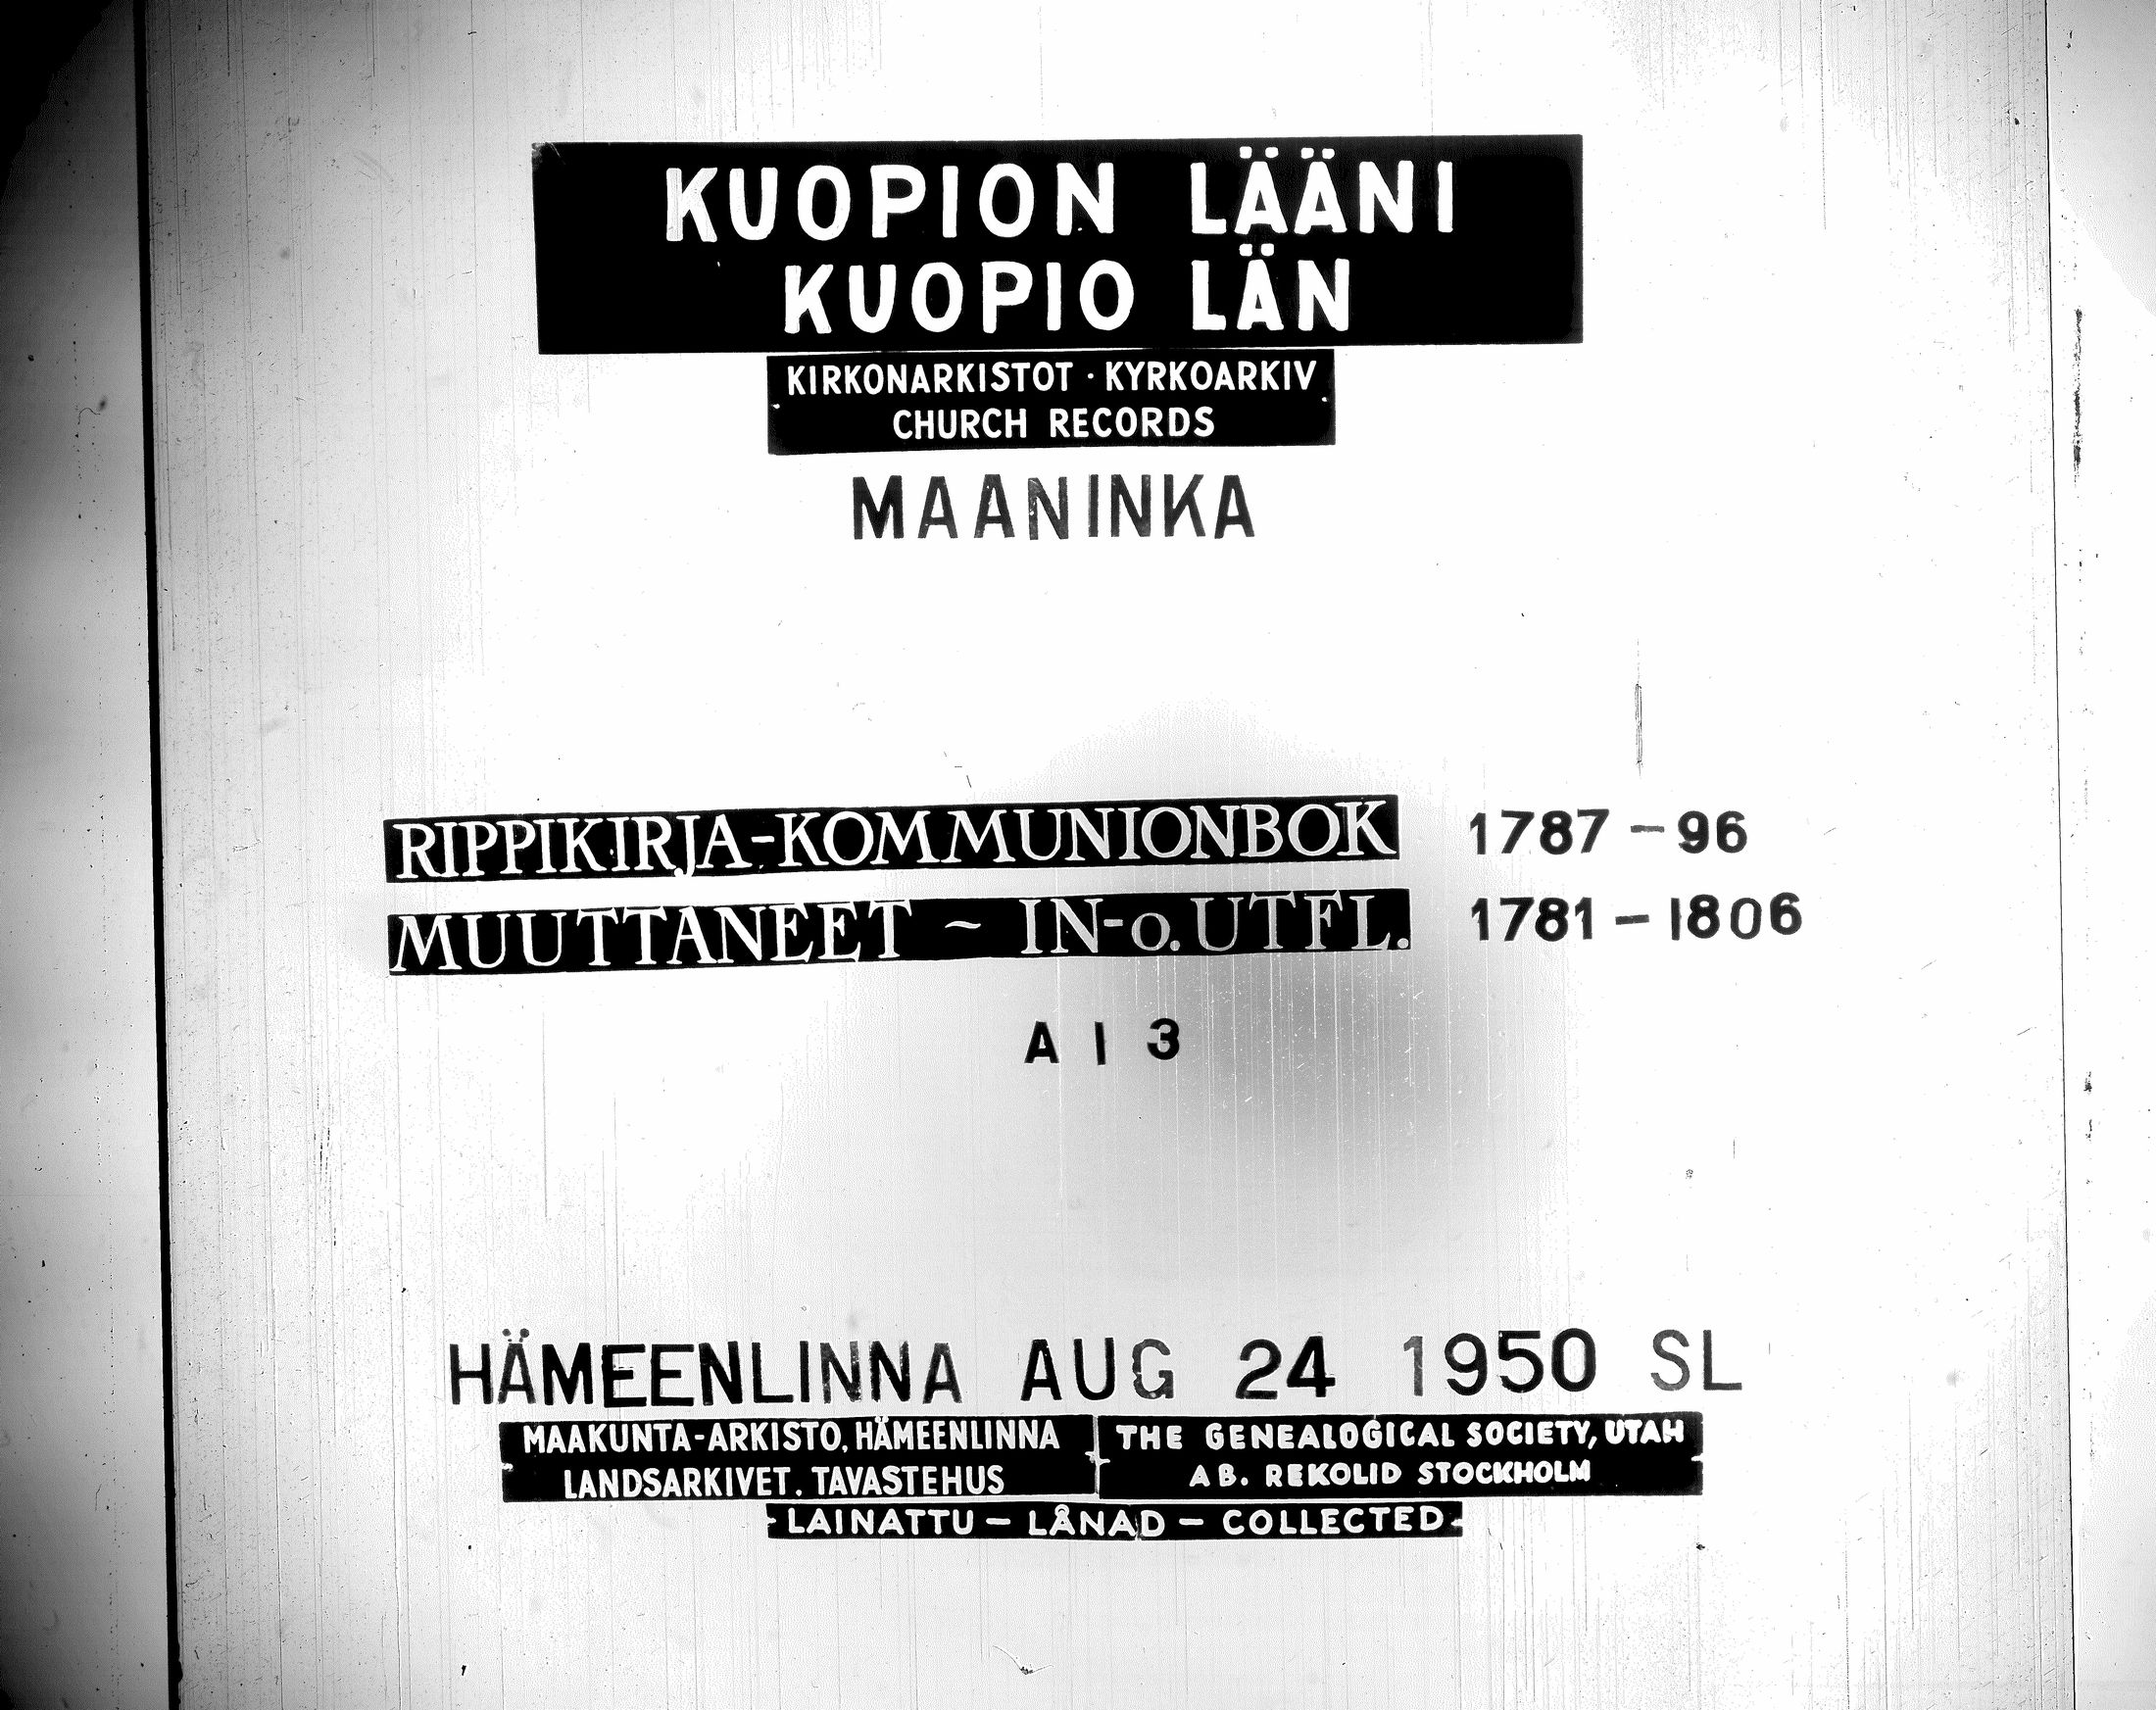 KUOPION LÄÄNI
KUOPIO LÄN
KIRKONARKISTOT · KYRKOARKIV
CHURCH RECORDS
MAANINKA
RIPPIKIRJA-KOMMUNIONBOK 1787-96
MUUTTANEET ~ IN-o. UTFL. 1781-1806
A I 3
HÄMEENLINNA AUG 24 1950 SL
MAAKUNTA-ARKISTO, HÄMEENLINNA
LANDSARKIVET, TAVASTEHUS
THE GENEALOGICAL SOCIETY, UTAH
AB. REKOLID STOCKHOLM
LAINATTU - LÅNAD - COLLECTED